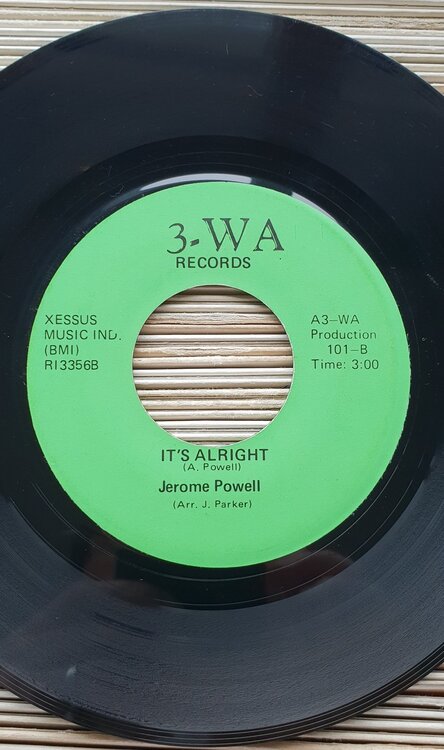 3-WA
RECORDS
XESSUS
MUSIC IND.
(BMI)
RI3356B
A3-WA
Production
101-B
Time: 3:00
IT'S ALRIGHT
(A. Powell)
Jerome Powell
(Arr. J. Parker)